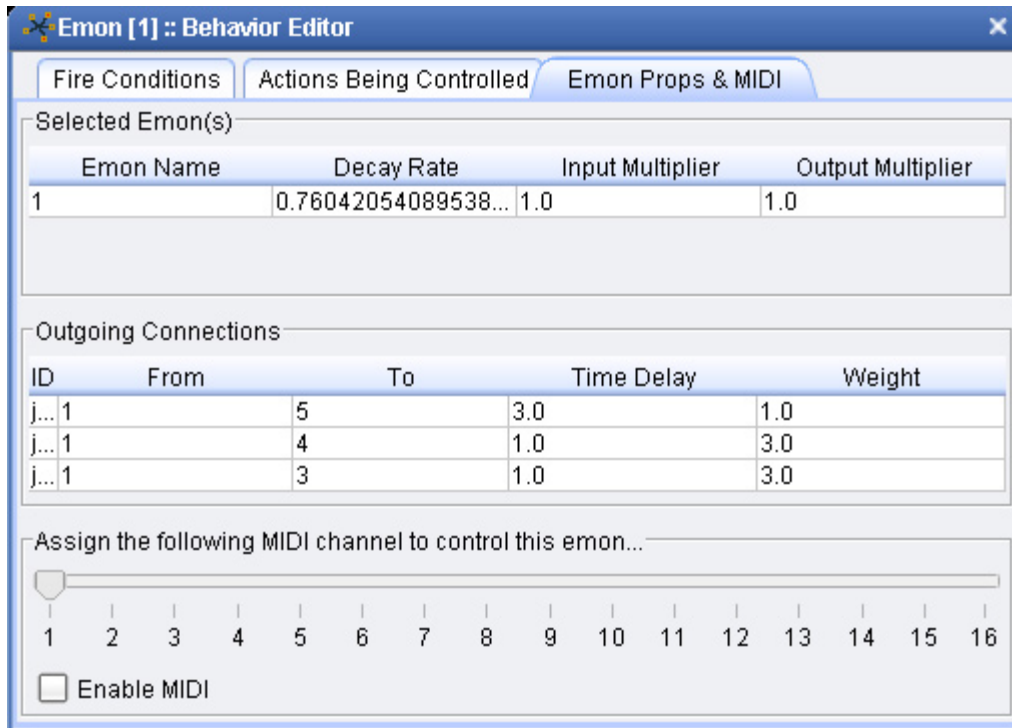 Emon [1] :: Behavior Editor
Fire Conditions Actions Being Controlled Emon Props & MIDI
Selected Emon(s)
Emon Name Decay Rate Input Multiplier Output Multiplier
1 0.76042054089538... 1.0 1.0
Outgoing Connections
ID From To Time Delay Weight
j... 1 5 3.0 1.0
j... 1 4 1.0 3.0
j... 1 3 1.0 3.0
Assign the following MIDI channel to control this emon...
1 2 3 4 5 6 7 8 9 10 11 12 13 14 15 16
Enable MIDI